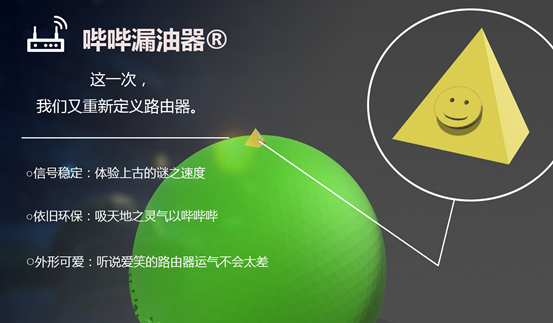 哔哔漏油器®
这一次，
我们又重新定义路由器。
○信号稳定：体验上古的谜之速度
○依旧环保：吸天地之灵气以哔哔哔
○外形可爱：听说爱笑的路由器运气不会太差